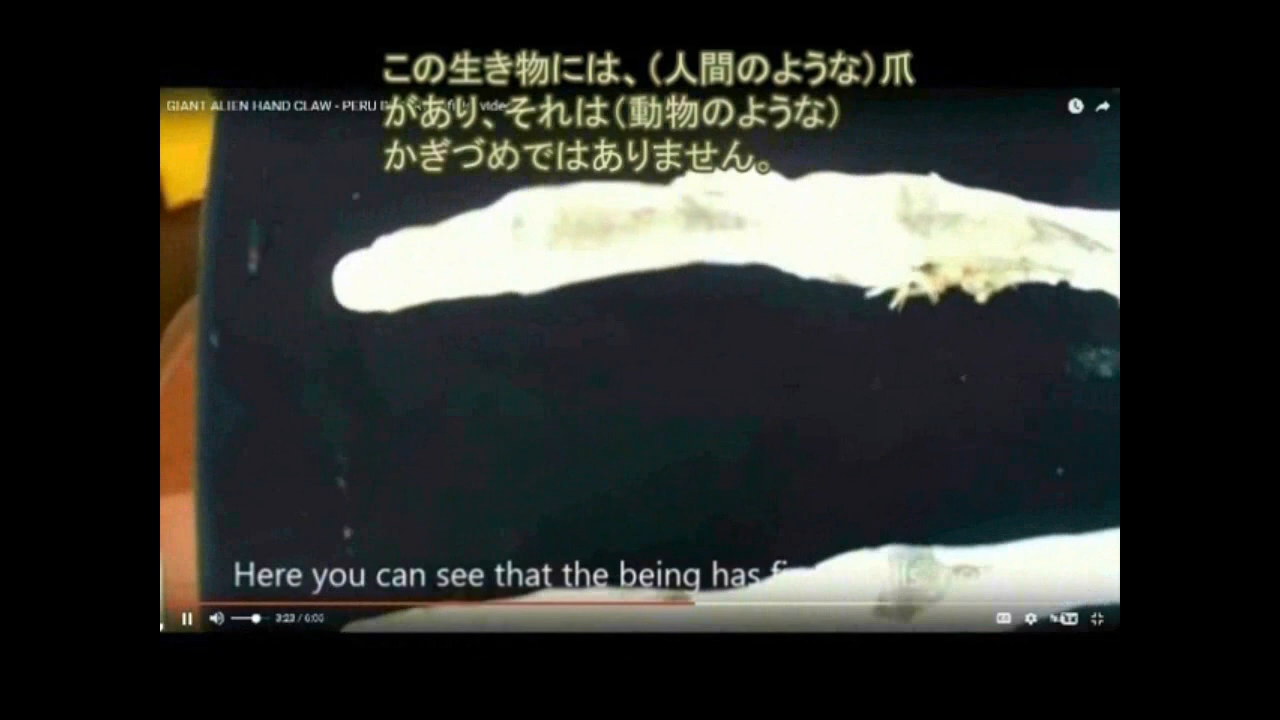 この生き物には、(人間のような)爪
があり、それは(動物のような)
かぎづめではありません。
GIANT ALIEN HAND CLAW - PERU
Here you can see that the being has
3:23 / 6:00